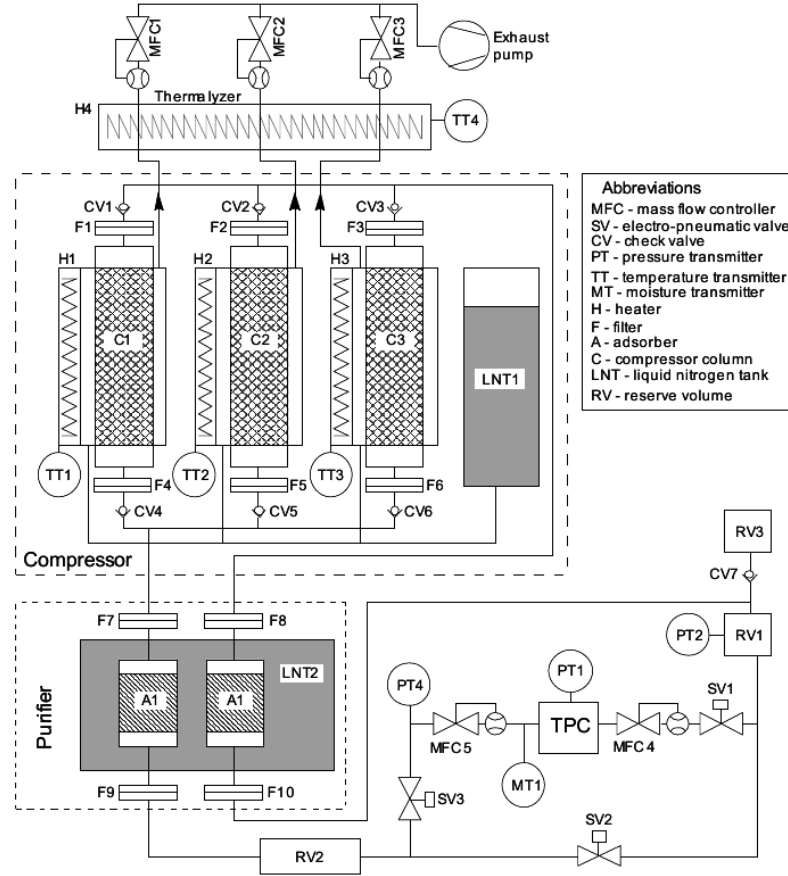 MFC1
MFC2
MFC3
Exhaust
pump
Thermalyzer
H4
TT4
CV1
CV2
CV3
F1
F2
F3
H1
H2
H3
C1
C2
C3
LNT1
TT1
TT2
TT3
F4
F5
F6
CV4
CV5
CV6
Compressor
Abbreviations
MFC - mass flow controller
SV - electro-pneumatic valve
CV - check valve
PT - pressure transmitter
TT - temperature transmitter
MT - moisture transmitter
H - heater
F - filter
A - adsorber
C - compressor column
LNT - liquid nitrogen tank
RV - reserve volume
RV3
CV7
PT2
RV1
F7
F8
LNT2
A1
A1
Purifier
F9
F10
PT4
PT1
SV1
TPC
MFC5
MFC4
MT1
SV3
SV2
RV2